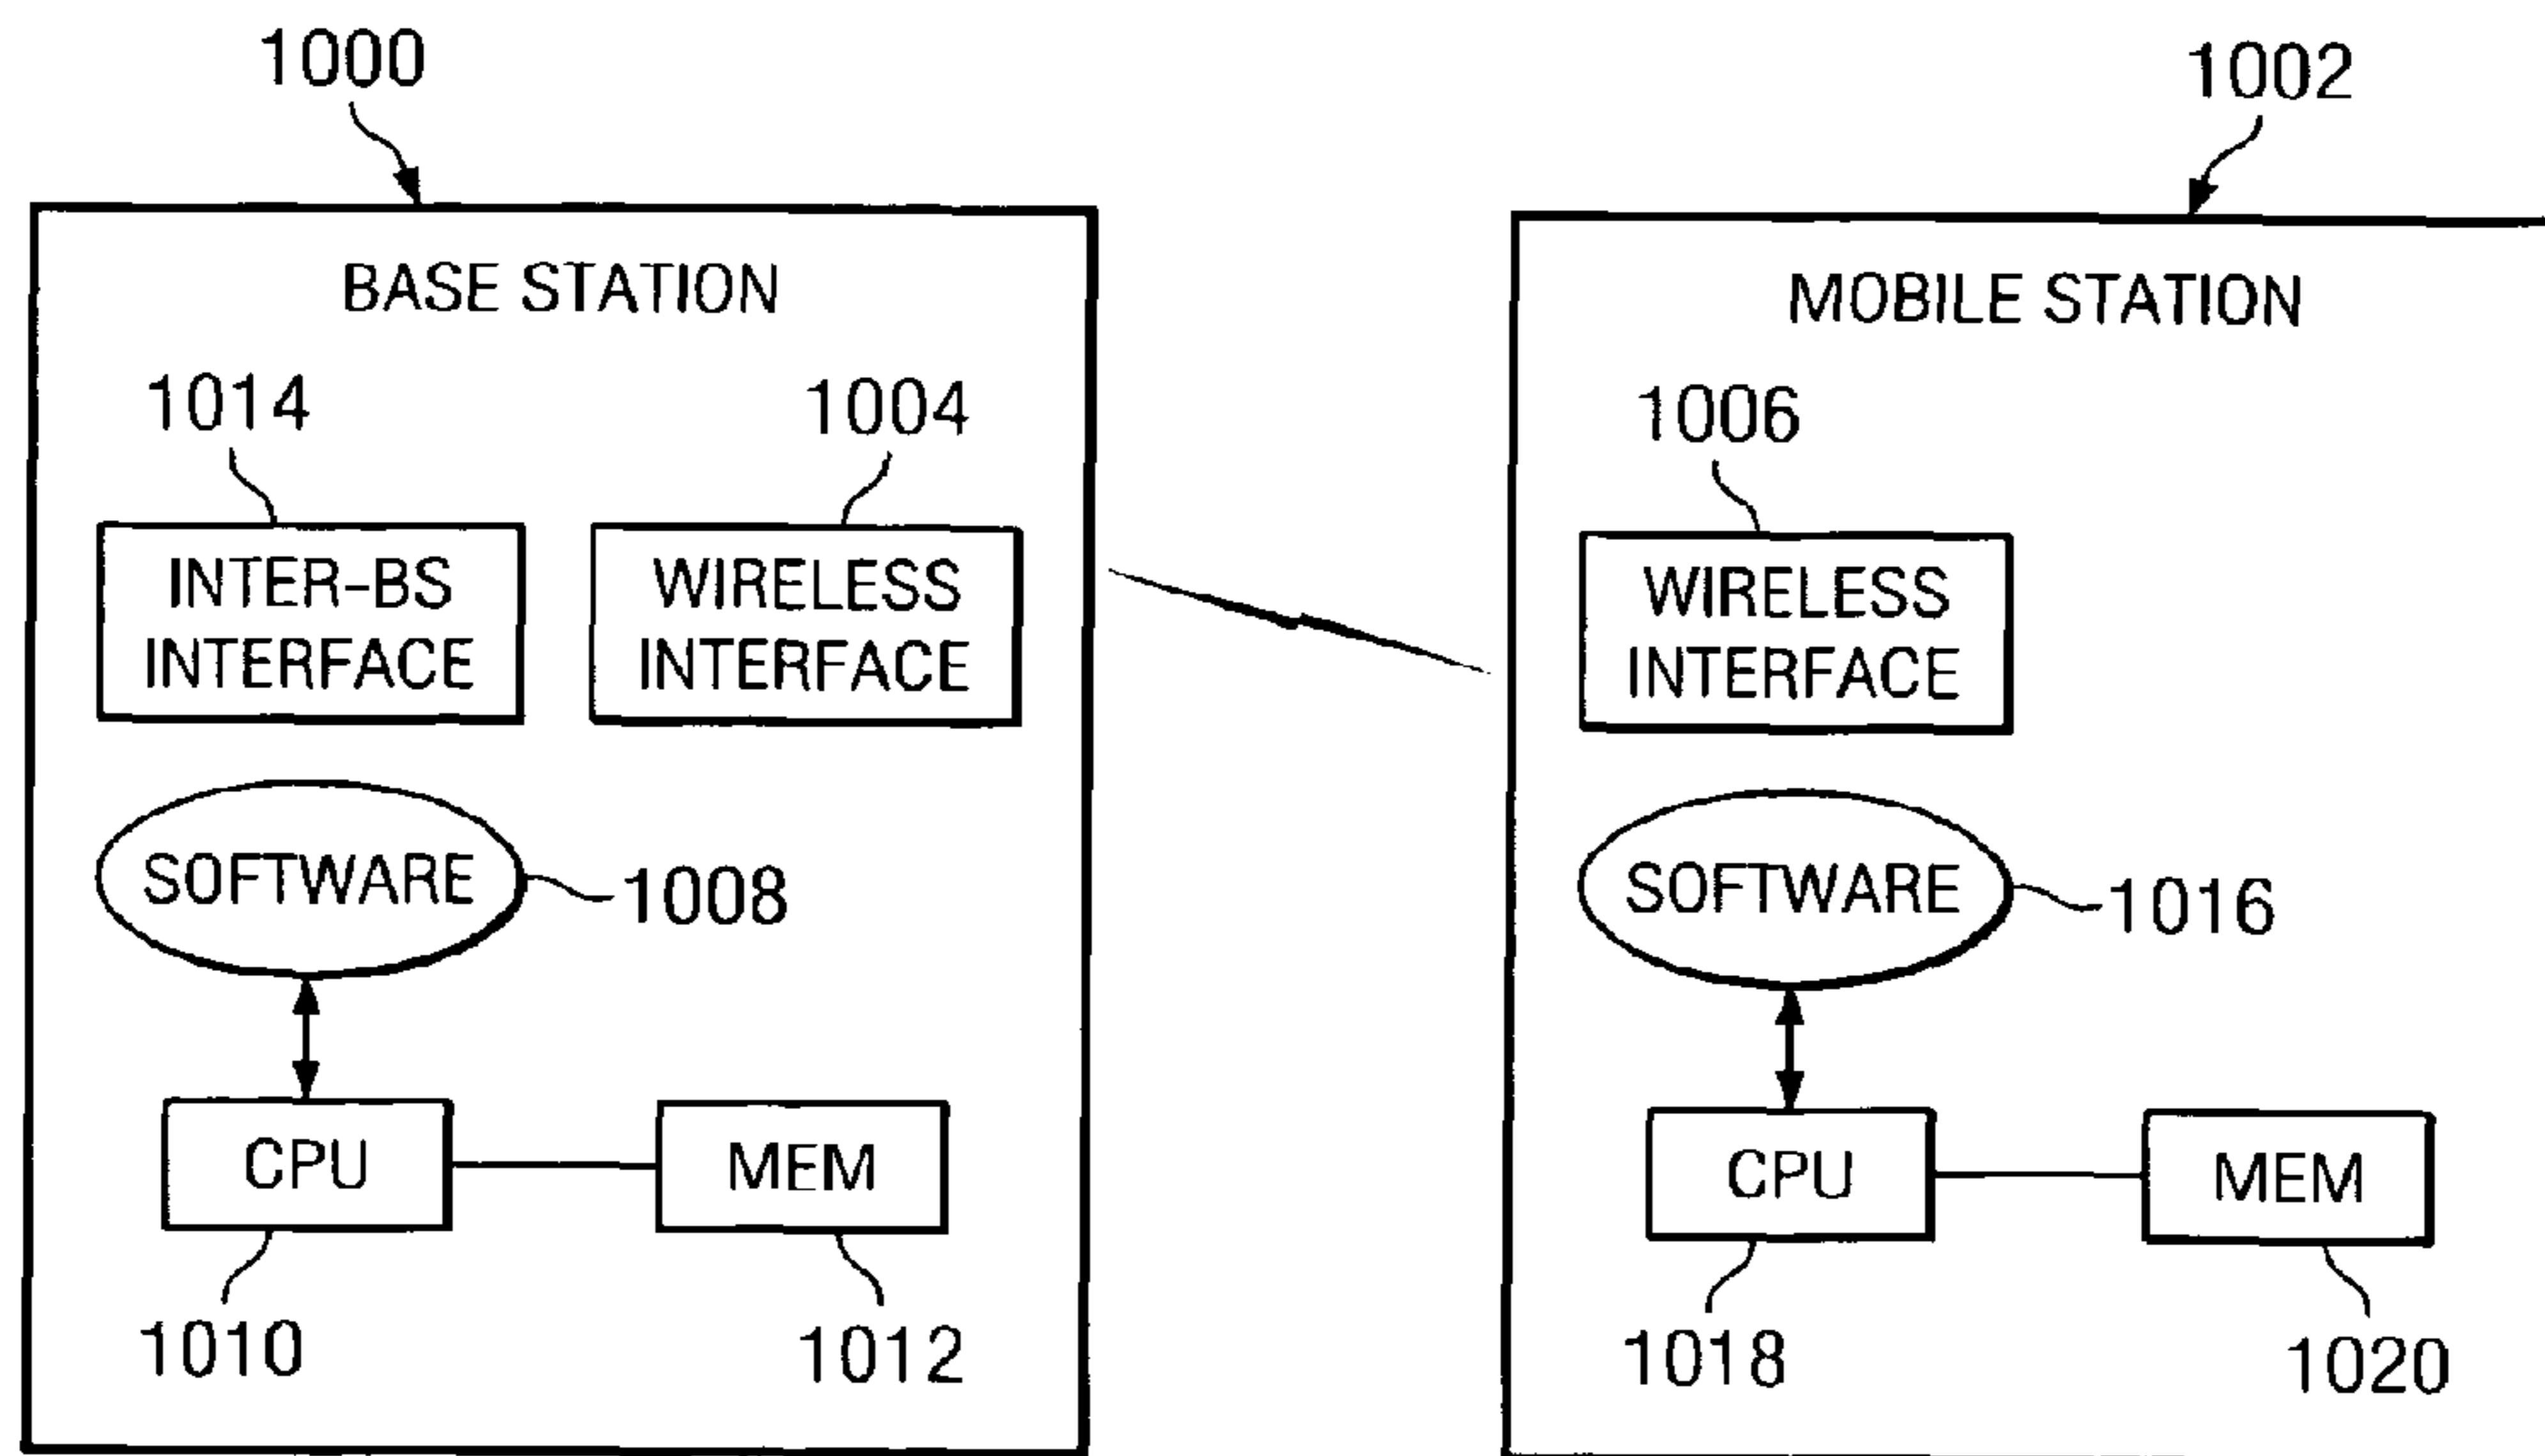 1000
1002
BASE STATION
MOBILE STATION
1014
1004
1006
INTER-BS
INTERFACE
WIRELESS
INTERFACE
WIRELESS
INTERFACE
SOFTWARE
1008
SOFTWARE
1016
CPU
MEM
CPU
MEM
1010
1012
1018
1020